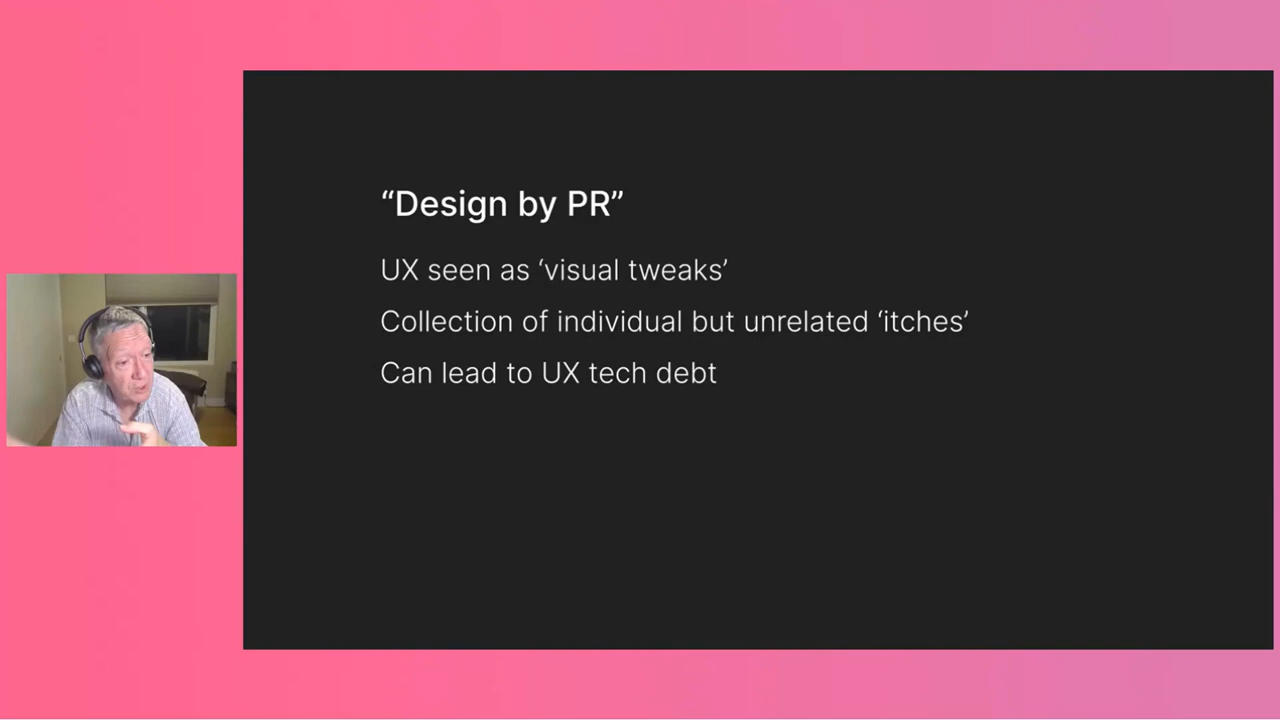 “Design by PR”
UX seen as ‘visual tweaks’
Collection of individual but unrelated ‘itches’
Can lead to UX tech debt